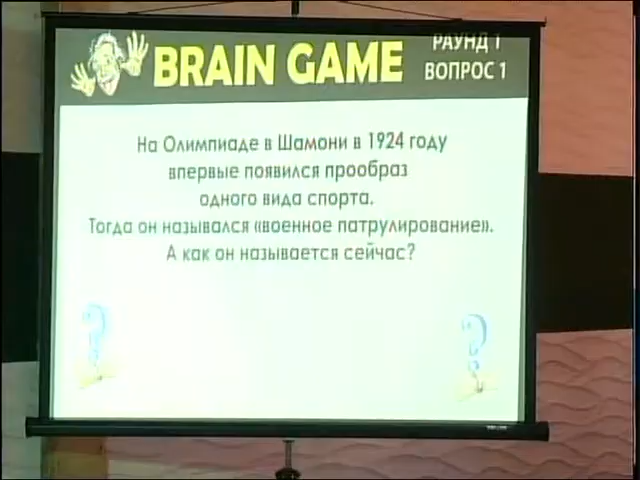 BRAIN GAME
РАУНД 1
ВОПРОС 1
На Олимпиаде в Шамони в 1924 году
впервые появился прообраз
одного вида спорта.
Тогда он назывался «военное патрулирование».
А как он называется сейчас?